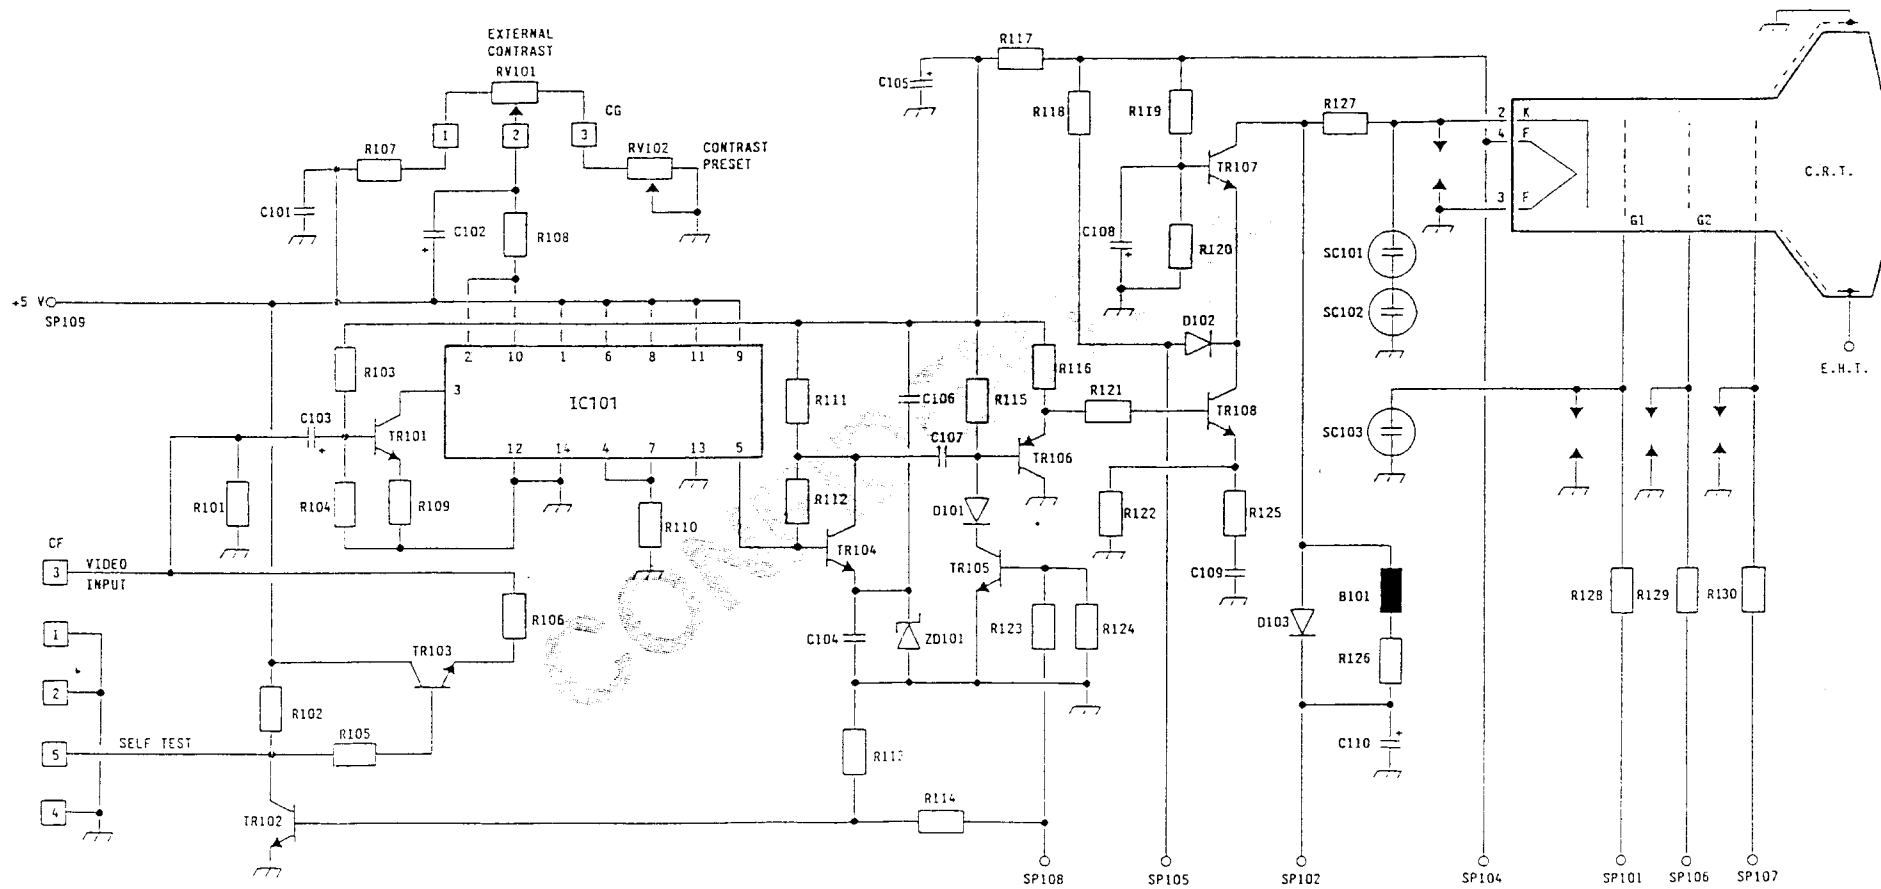 EXTERNAL
CONTRAST
RV101
CG
1
2
3
R107
RV102
CONTRAST
PRESET
C101
C102
R108
+5 V
SP109
R117
C105
R118
R119
R127
TR107
C108
R120
2
K
4
F
3
F
C.R.T.
G1
G2
SC101
SC102
E.H.T.
D102
2
10
1
6
8
11
9
R103
3
IC101
R116
R121
TR108
R111
C106
R115
C103
TR101
C107
TR106
SC103
12
14
4
7
13
5
R101
R104
R109
R112
R110
D101
R122
R125
CF
3
VIDEO
INPUT
TR104
TR105
C109
B101
R128
R129
R130
R106
D103
1
C104
ZD101
R123
R124
TR103
R126
2
R102
SELF TEST
R105
5
R113
C110
4
TR102
R114
SP108
SP105
SP102
SP104
SP101
SP106
SP107